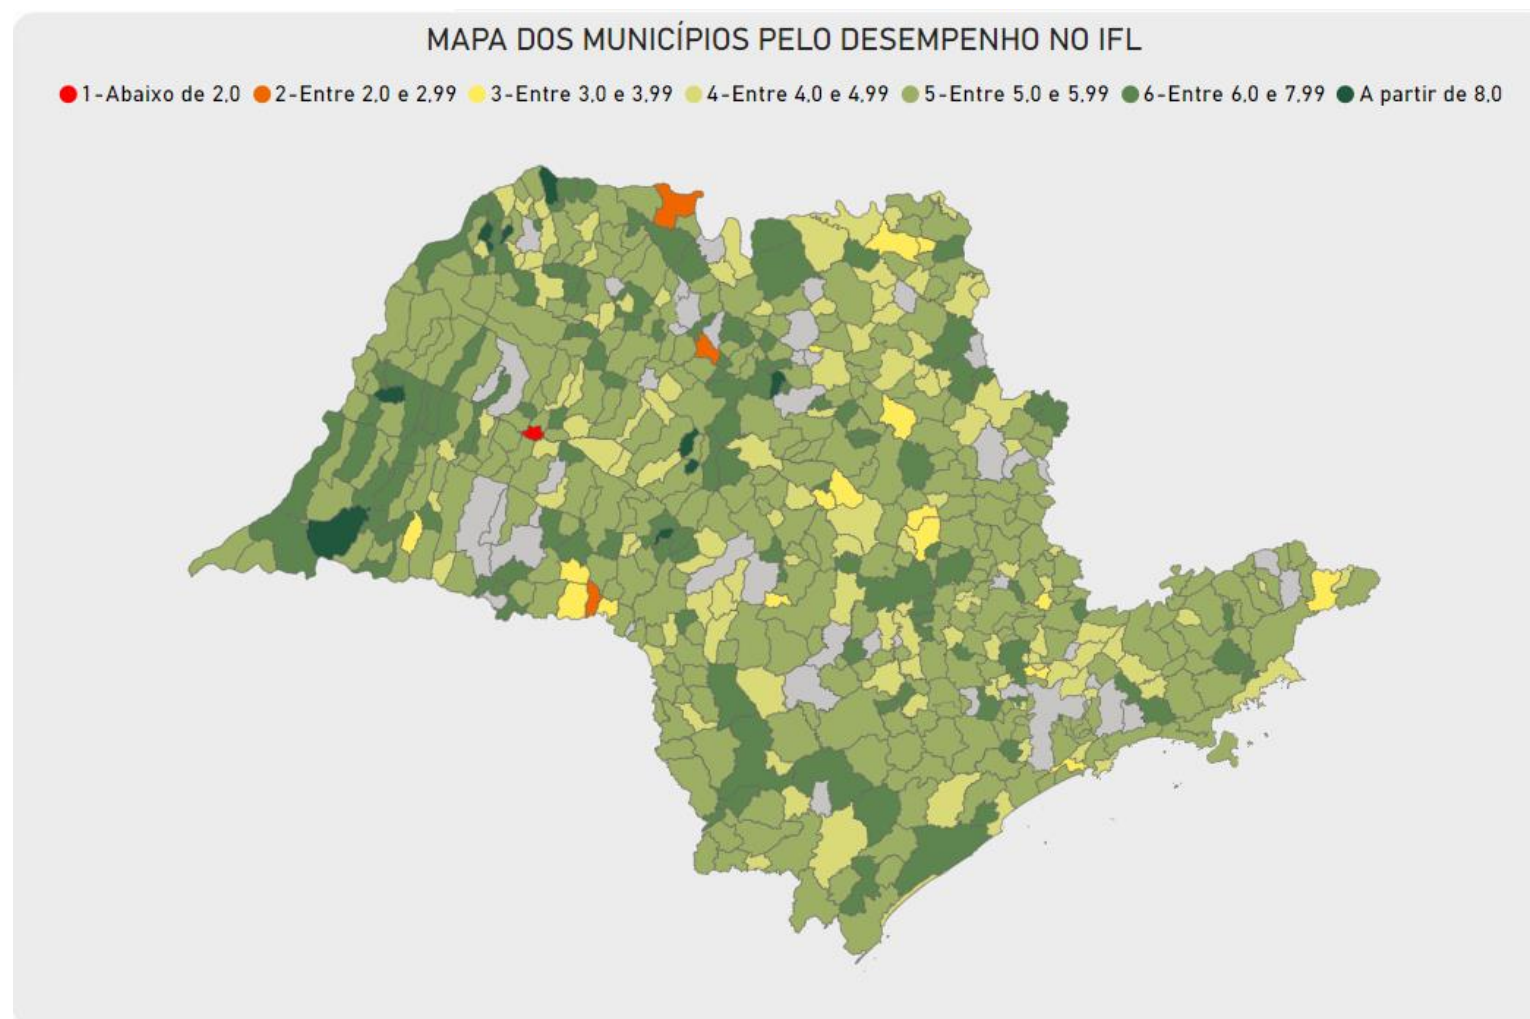 MAPA DOS MUNICÍPIOS PELO DESEMPENHO NO IFL
1-Abaixo de 2,0 2-Entre 2,0 e 2,99 3-Entre 3,0 e 3,99 4-Entre 4,0 e 4,99 5-Entre 5,0 e 5,99 6-Entre 6,0 e 7,99 A partir de 8,0